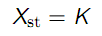 X_st = K